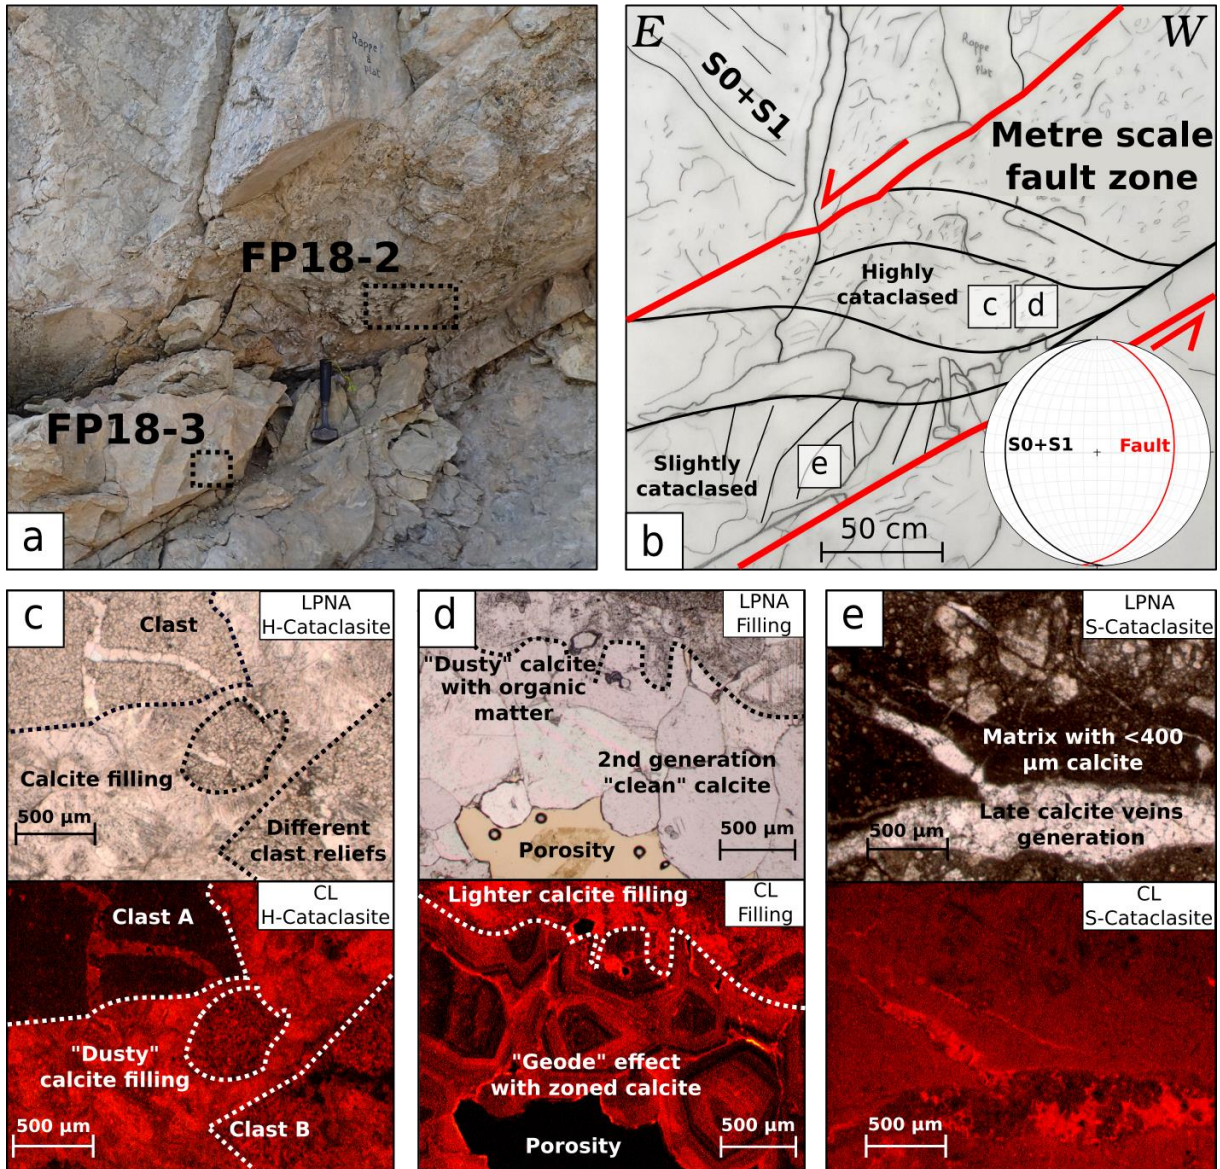 Roppe
à
plat
FP18-2
FP18-3
a
E
W
S0+S1
Roppe
à
plat
Metre scale
fault zone
Highly
cataclased
c
d
Slightly
cataclased
e
S0+S1
Fault
b
50 cm
c
LPNA
H-Cataclasite
Clast
Calcite filling
500 µm
Different
clast reliefs
CL
H-Cataclasite
Clast A
"Dusty"
calcite filling
500 µm
Clast B
d
LPNA
Filling
"Dusty" calcite
with organic
matter
2nd generation
"clean" calcite
Porosity
500 µm
CL
Filling
Lighter calcite filling
"Geode" effect
with zoned calcite
Porosity
500 µm
e
LPNA
S-Cataclasite
Matrix with <400
µm calcite
Late calcite veins
generation
500 µm
CL
S-Cataclasite
500 µm